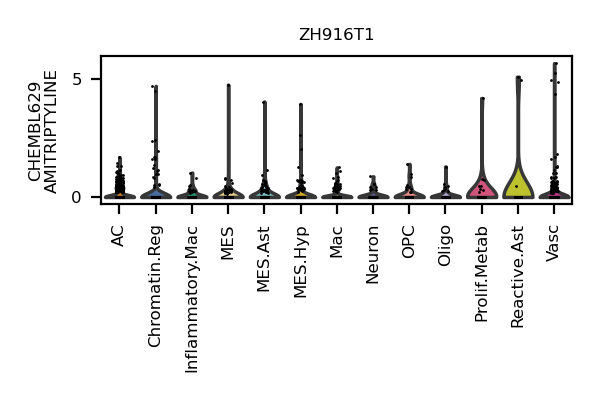 ZH916T1
CHEMBL629
AMITRIPTYLINE
5
0
AC
Chromatin.Reg
Inflammatory.Mac
MES
MES.Ast
MES.Hyp
Mac
Neuron
OPC
Oligo
Prolif.Metab
Reactive.Ast
Vasc